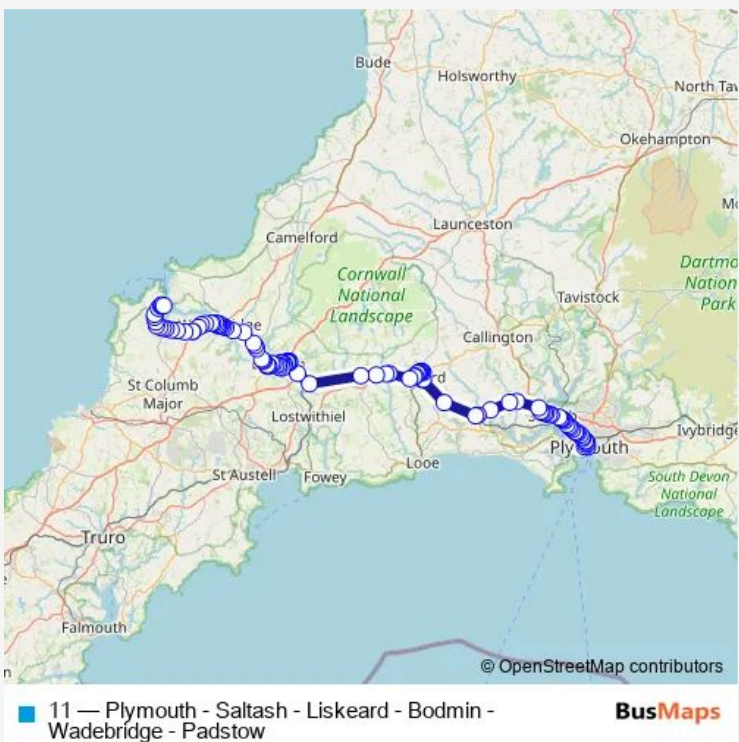 Bude
Holsworthy
North Taw
Okehampton
Launceston
Camelford
Cornwall
National
Landscape
Dartmo
Nation
Park
Tavistock
Callington
St Columb
Major
Lostwithiel
Ivybridge
Plymouth
St Austell
Fowey
Looe
South Devon
National
Landscape
Truro
Falmouth
© OpenStreetMap contributors
11 — Plymouth - Saltash - Liskeard - Bodmin -
Wadebridge - Padstow
BusMaps